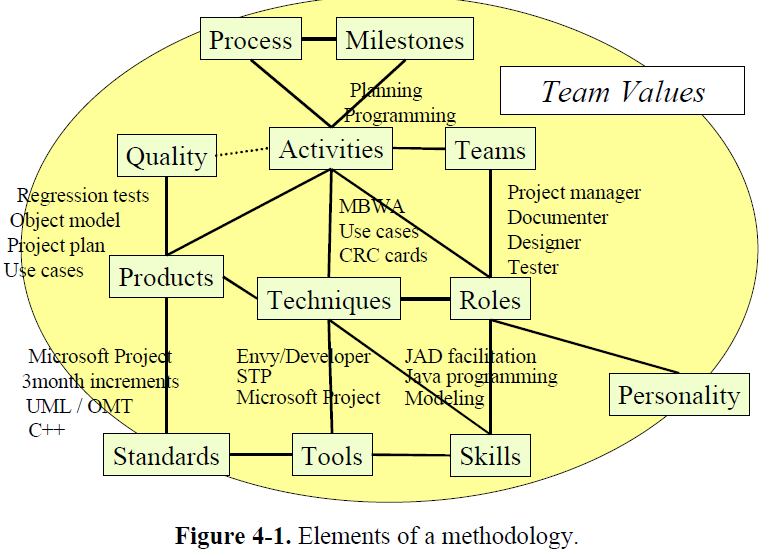 Process
Milestones
Planning
Programming
Team Values
Quality
Activities
Teams
Regression tests
Object model
Project plan
Use cases
MBWA
Use cases
CRC cards
Project manager
Documenter
Designer
Tester
Products
Techniques
Roles
Microsoft Project
3month increments
UML / OMT
C++
Envy/Developer
STP
Microsoft Project
JAD facilitation
Java programming
Modeling
Personality
Standards
Tools
Skills
Figure 4-1. Elements of a methodology.